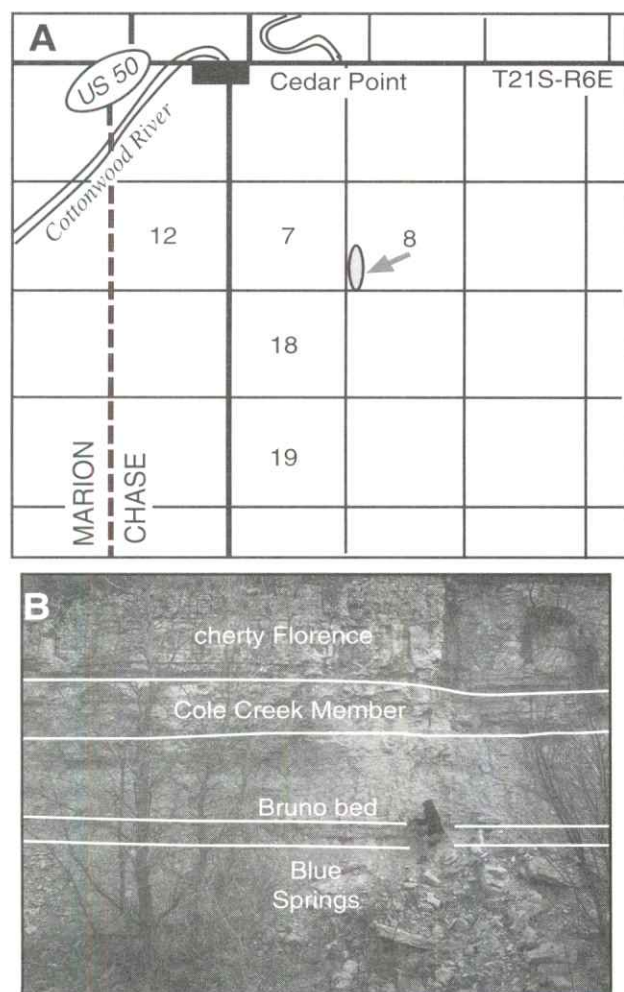 A
US 50
Cedar Point
T21S-R6E
Cottonwood River
12
7
8
18
19
MARION
CHASE
B
cherty Florence
Cole Creek Member
Bruno bed
Blue
Springs